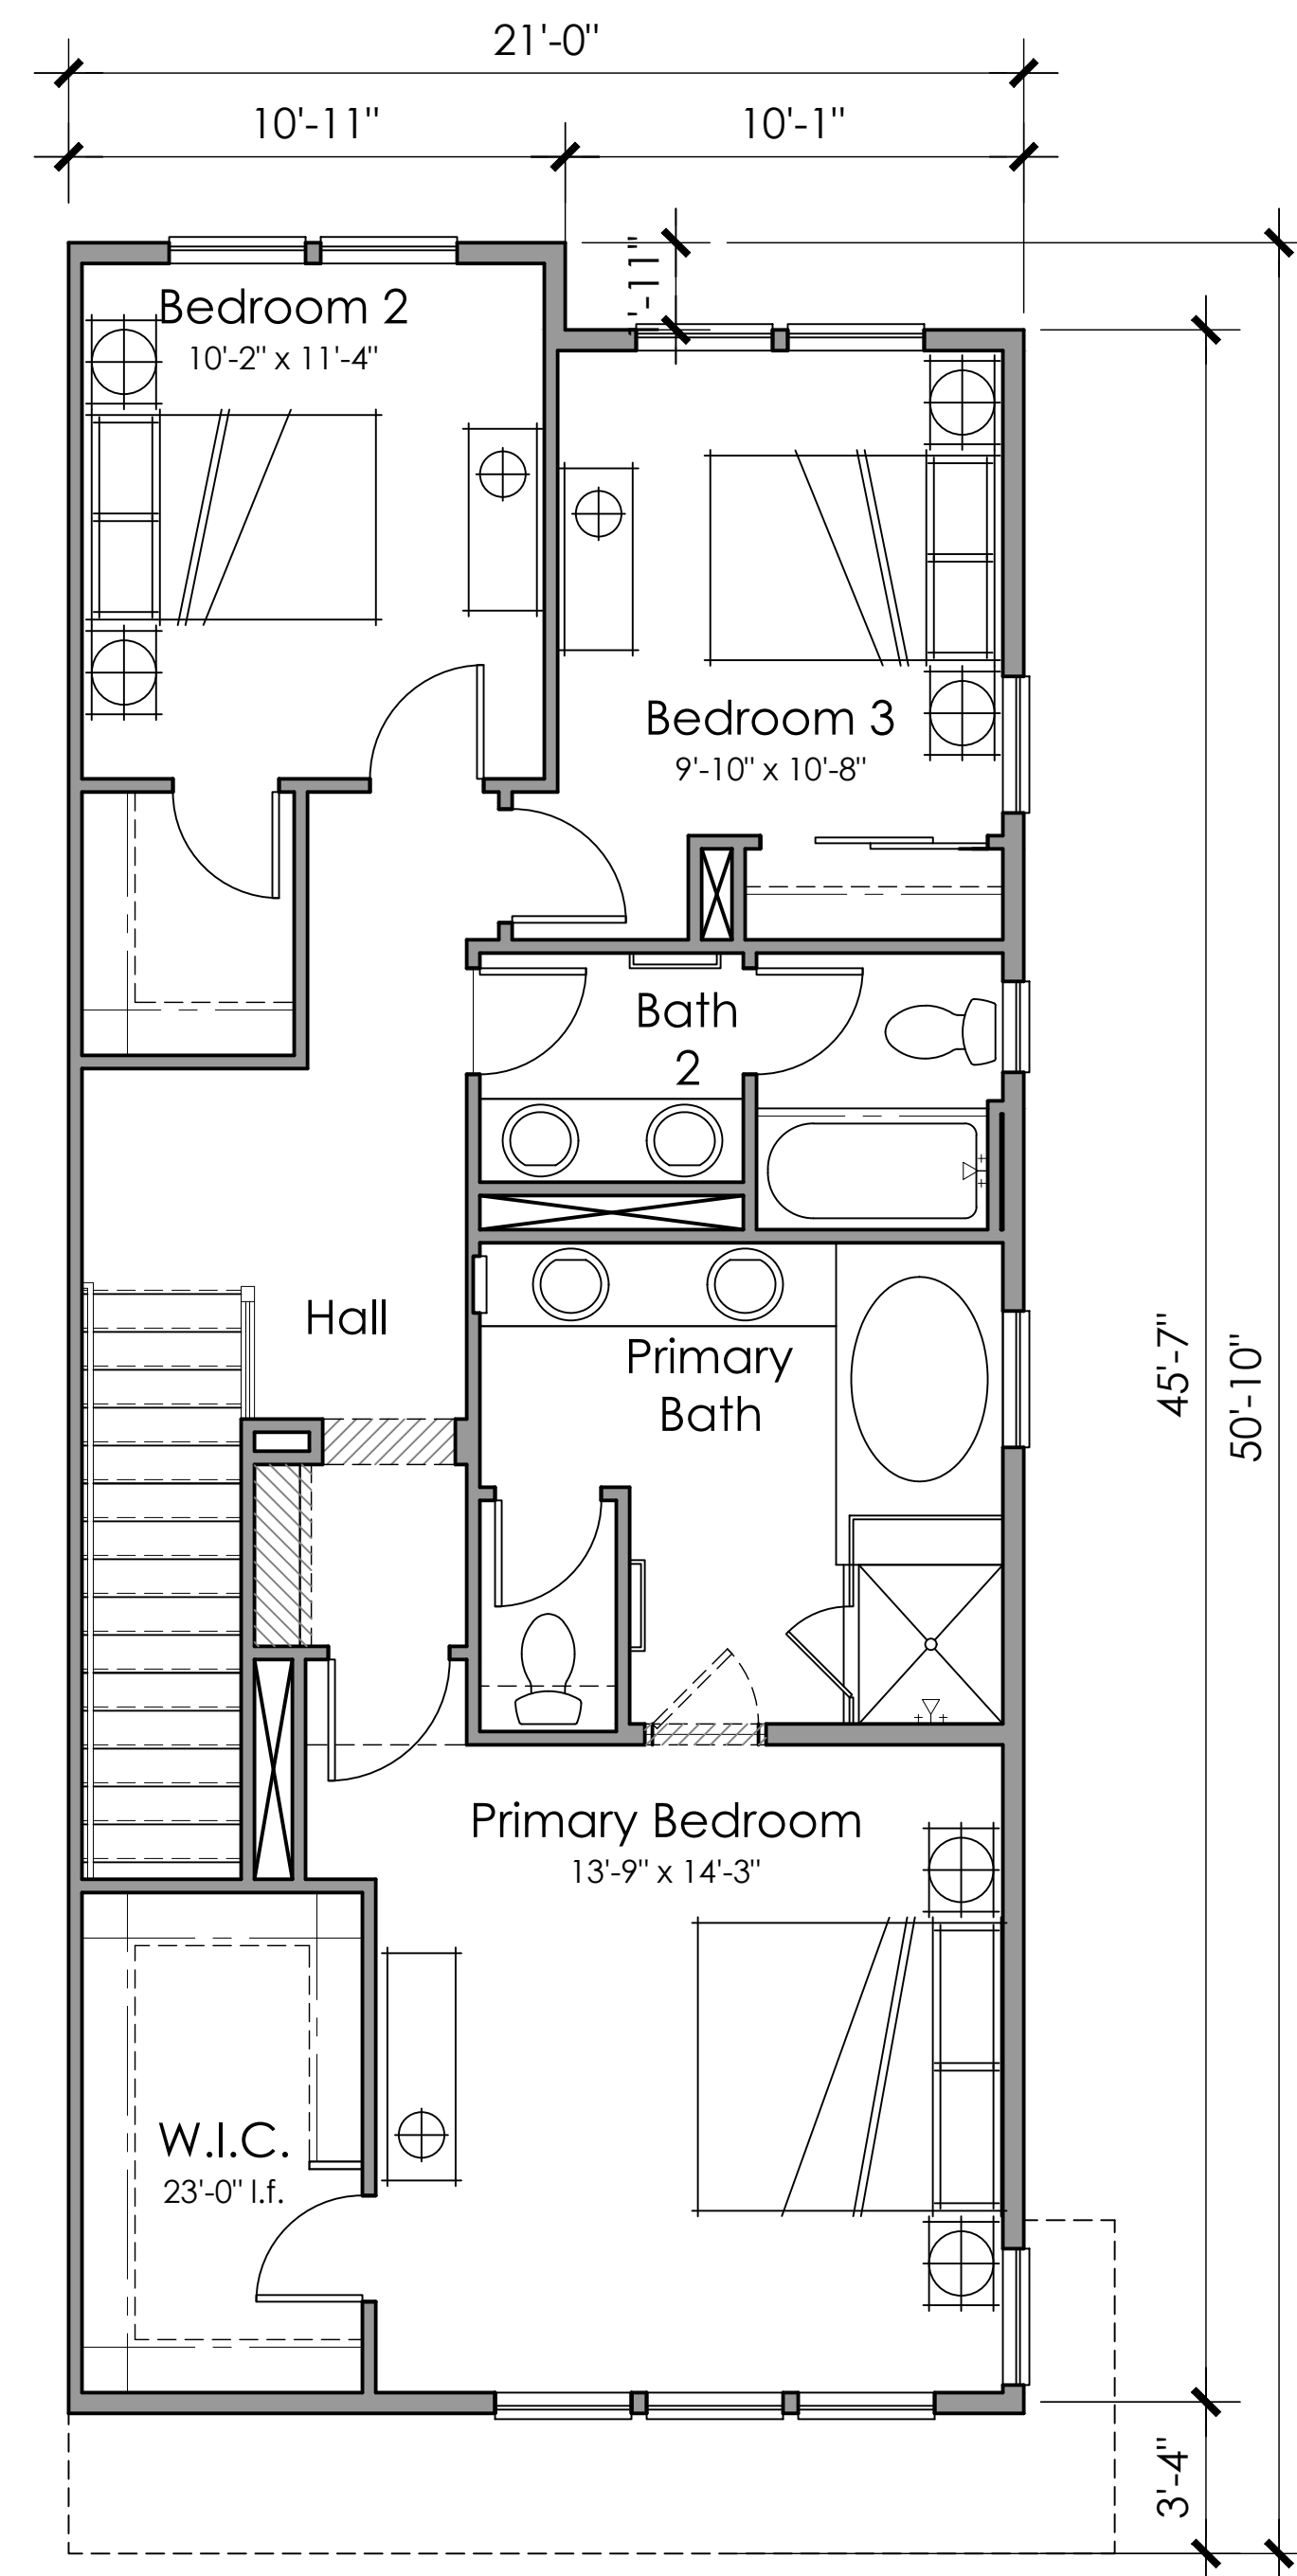 21'-0"
10'-11"
10'-1"
'-11"
Bedroom 2
10'-2" x 11'-4"
Bedroom 3
9'-10" x 10'-8"
Bath
2
Hall
Primary
Bath
45'-7"
50'-10"
Primary Bedroom
13'-9" x 14'-3"
W.I.C.
23'-0" l.f.
3'-4"